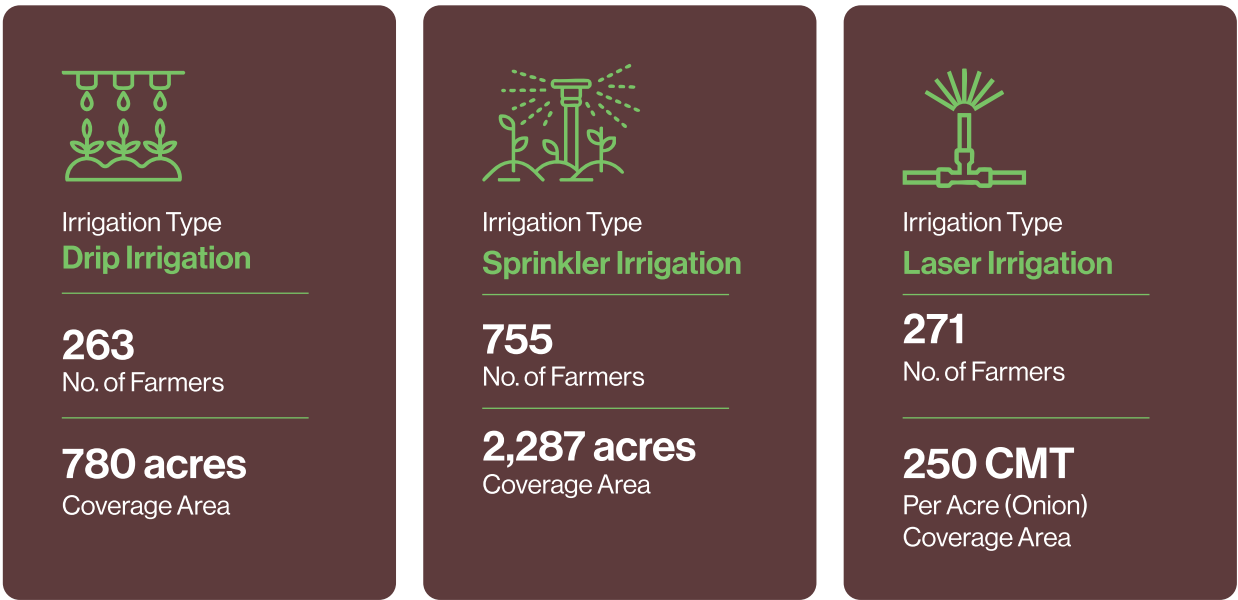 Irrigation Type
Drip Irrigation
263
No. of Farmers
780 acres
Coverage Area
Irrigation Type
Sprinkler Irrigation
755
No. of Farmers
2,287 acres
Coverage Area
Irrigation Type
Laser Irrigation
271
No. of Farmers
250 CMT
Per Acre (Onion)
Coverage Area